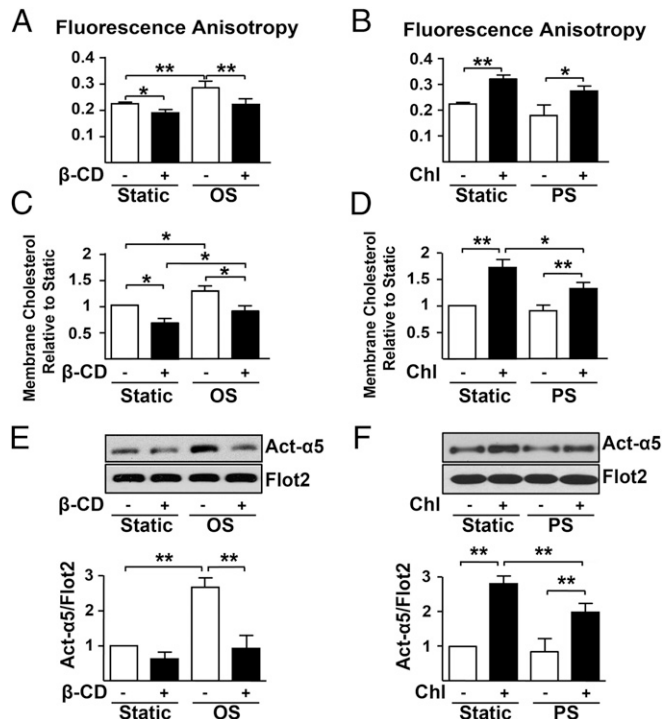 A
Fluorescence Anisotropy
0.4
0.3
0.2
0.1
**
**
*
β-CD - + - +
Static OS
B
Fluorescence Anisotropy
0.4
0.3
0.2
0.1
**
*
Chl - + - +
Static PS
C
Membrane Cholesterol
Relative to Static
2
1.5
1
0.5
*
*
*
*
β-CD - + - +
Static OS
D
Membrane Cholesterol
Relative to Static
2
1.5
1
0.5
**
*
**
Chl - + - +
Static PS
E
Act-α5
Flot2
β-CD - + - +
Static OS
Act-α5/Flot2
3
2
1
**
**
β-CD - + - +
Static OS
F
Act-α5
Flot2
Chl - + - +
Static PS
Act-α5/Flot2
3
2
1
**
**
**
Chl - + - +
Static PS